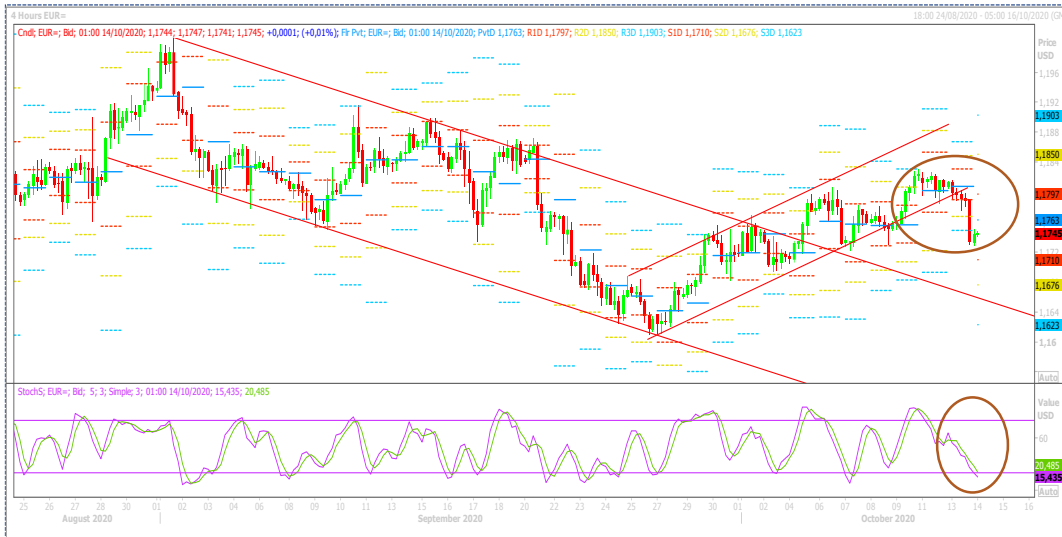 4 Hours EUR=
18:00 24/08/2020 - 05:00 16/10/2020 (G
Cndl; EUR=; Bid; 01:00 14/10/2020; 1,1744; 1,1747; 1,1741; 1,1745; +0,0001; (+0,01%); Flr Pvt; EUR=; Bid; 01:00 14/10/2020; PvtD 1,1763; R1D 1,1797; R2D 1,1850; R3D 1,1903; S1D 1,1710; S2D 1,1676; S3D 1,1623
Price
USD
1,196
1,192
1,1903
1,188
1,1850
1,184
1,1797
1,1763
1,1745
1,172
1,1710
1,1676
1,164
1,1623
1,16
Auto
StochS; EUR=; Bid; 5; 3; Simple; 3; 01:00 14/10/2020; 15,435; 20,485
Value
USD
60
20,485
15,435
Auto
25 26 27 28 31 01 02 03 04 07 08 09 10 11 14 15 16 17 18 21 22 23 24 25 28 29 30 01 02 05 06 07 08 09 12 13 14 15 16
August 2020 September 2020 October 2020